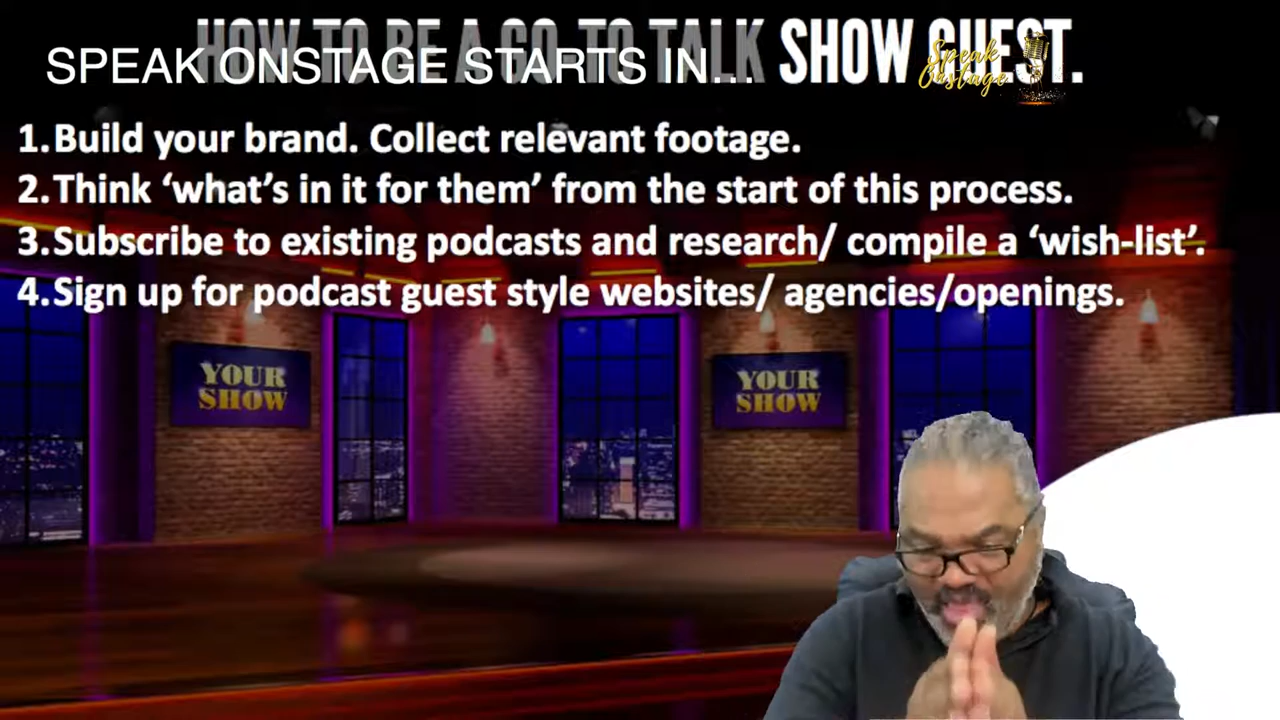 HOW TO BE A GO-TO TALK SHOW GUEST.
SPEAK ONSTAGE STARTS IN...
Speak
Onstage
1.Build your brand. Collect relevant footage.
2.Think ‘what’s in it for them’ from the start of this process.
3.Subscribe to existing podcasts and research/ compile a ‘wish-list’.
4.Sign up for podcast guest style websites/ agencies/openings.
YOUR
SHOW
YOUR
SHOW